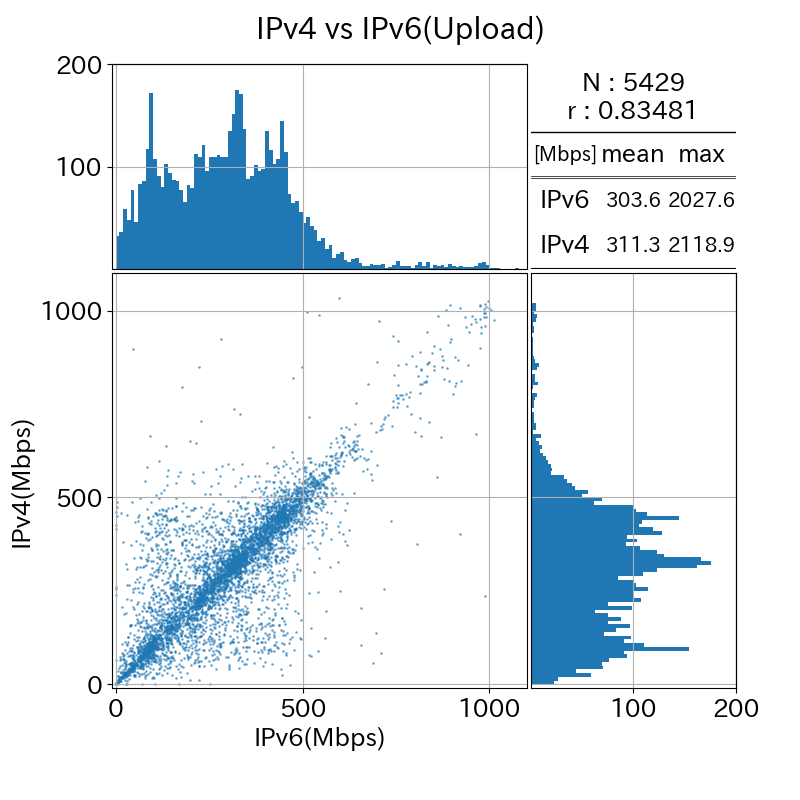 IPv4 vs IPv6(Upload)
200
100
N : 5429
r : 0.83481
[Mbps] mean max
IPv6 303.6 2027.6
IPv4 311.3 2118.9
1000
500
0
IPv4(Mbps)
0 500 1000
100 200
IPv6(Mbps)